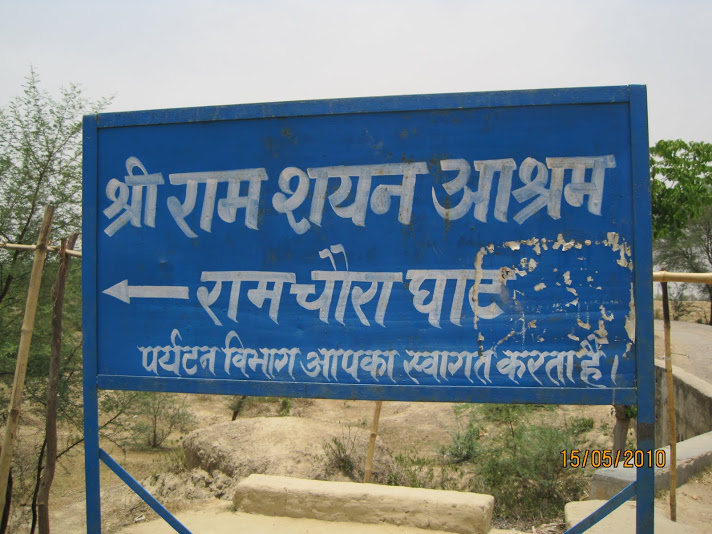 श्री राम शयन आश्रम
रामचौरा घाट
पर्यटन विभाग आपका स्वागत करता है।
15/05/2010